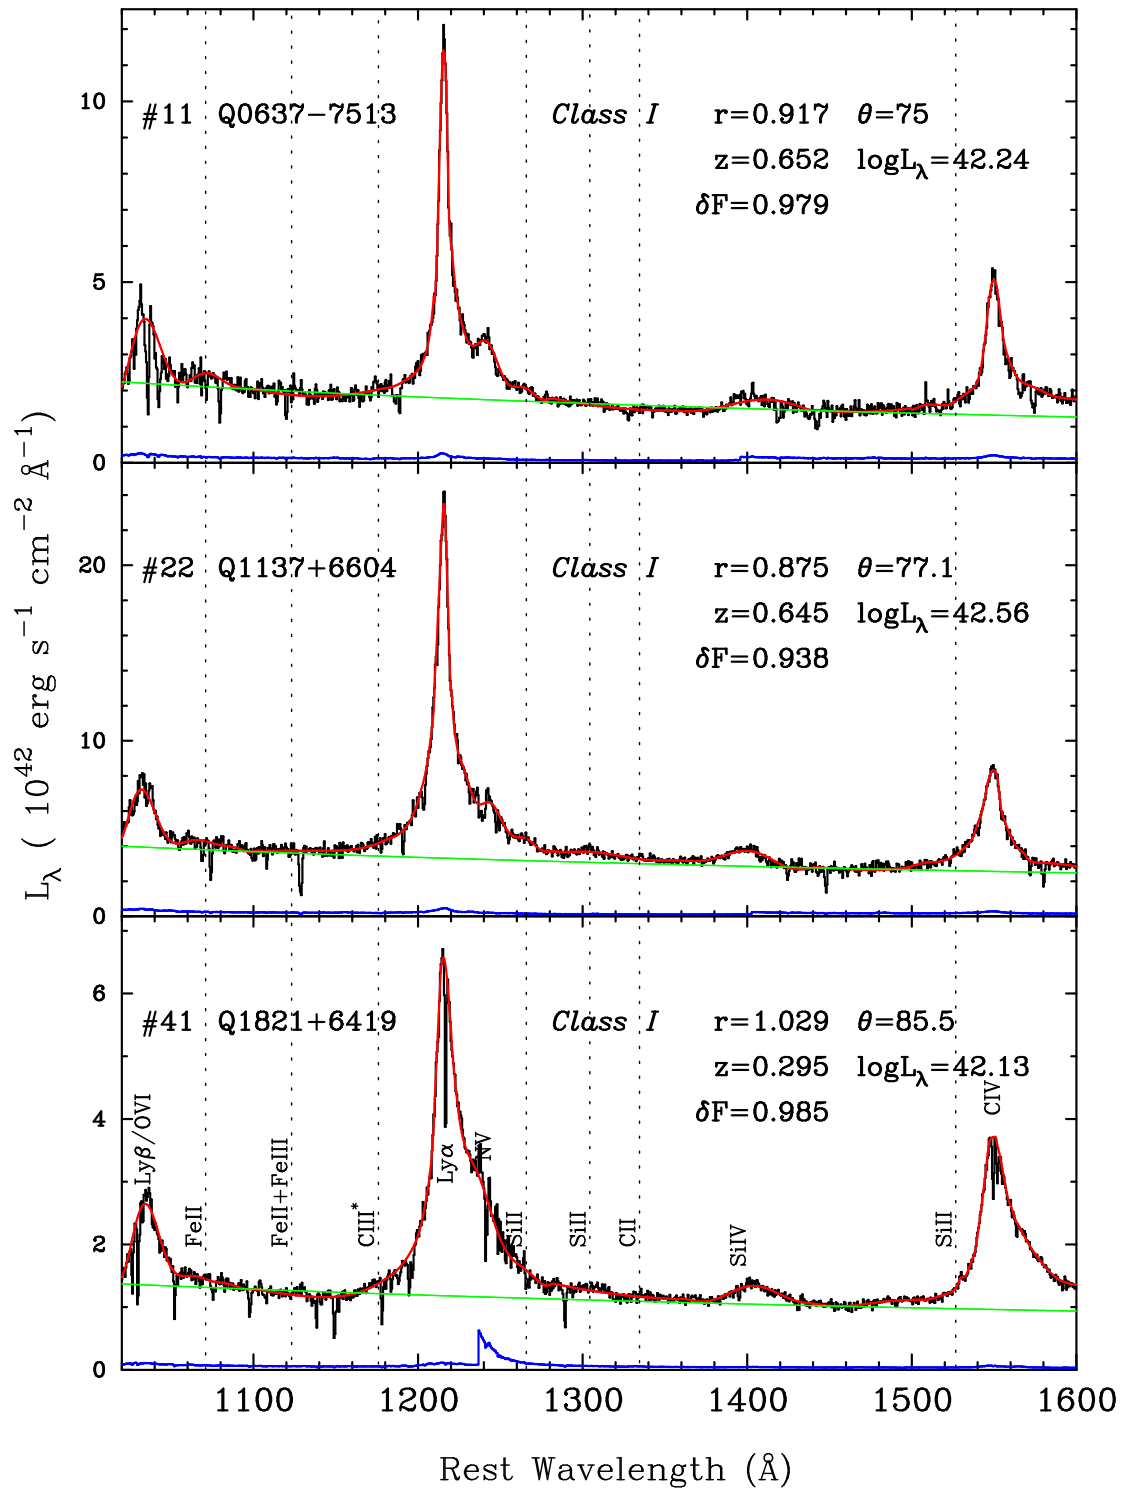 10
#11 Q0637−7513 Class I r=0.917 θ=75
z=0.652 logLλ=42.24
δF=0.979
5
0
20
#22 Q1137+6604 Class I r=0.875 θ=77.1
z=0.645 logLλ=42.56
δF=0.938
10
0
Lλ ( 10⁴² erg s⁻¹ cm⁻² Å⁻¹)
6
#41 Q1821+6419 Class I r=1.029 θ=85.5
z=0.295 logLλ=42.13
δF=0.985
4
2
0
Lyβ/OVI
FeII
FeII+FeIII
CIII*
Lyα
NV
SiII
SiII
CII
SiIV
SiII
CIV
1100 1200 1300 1400 1500 1600
Rest Wavelength (Å)